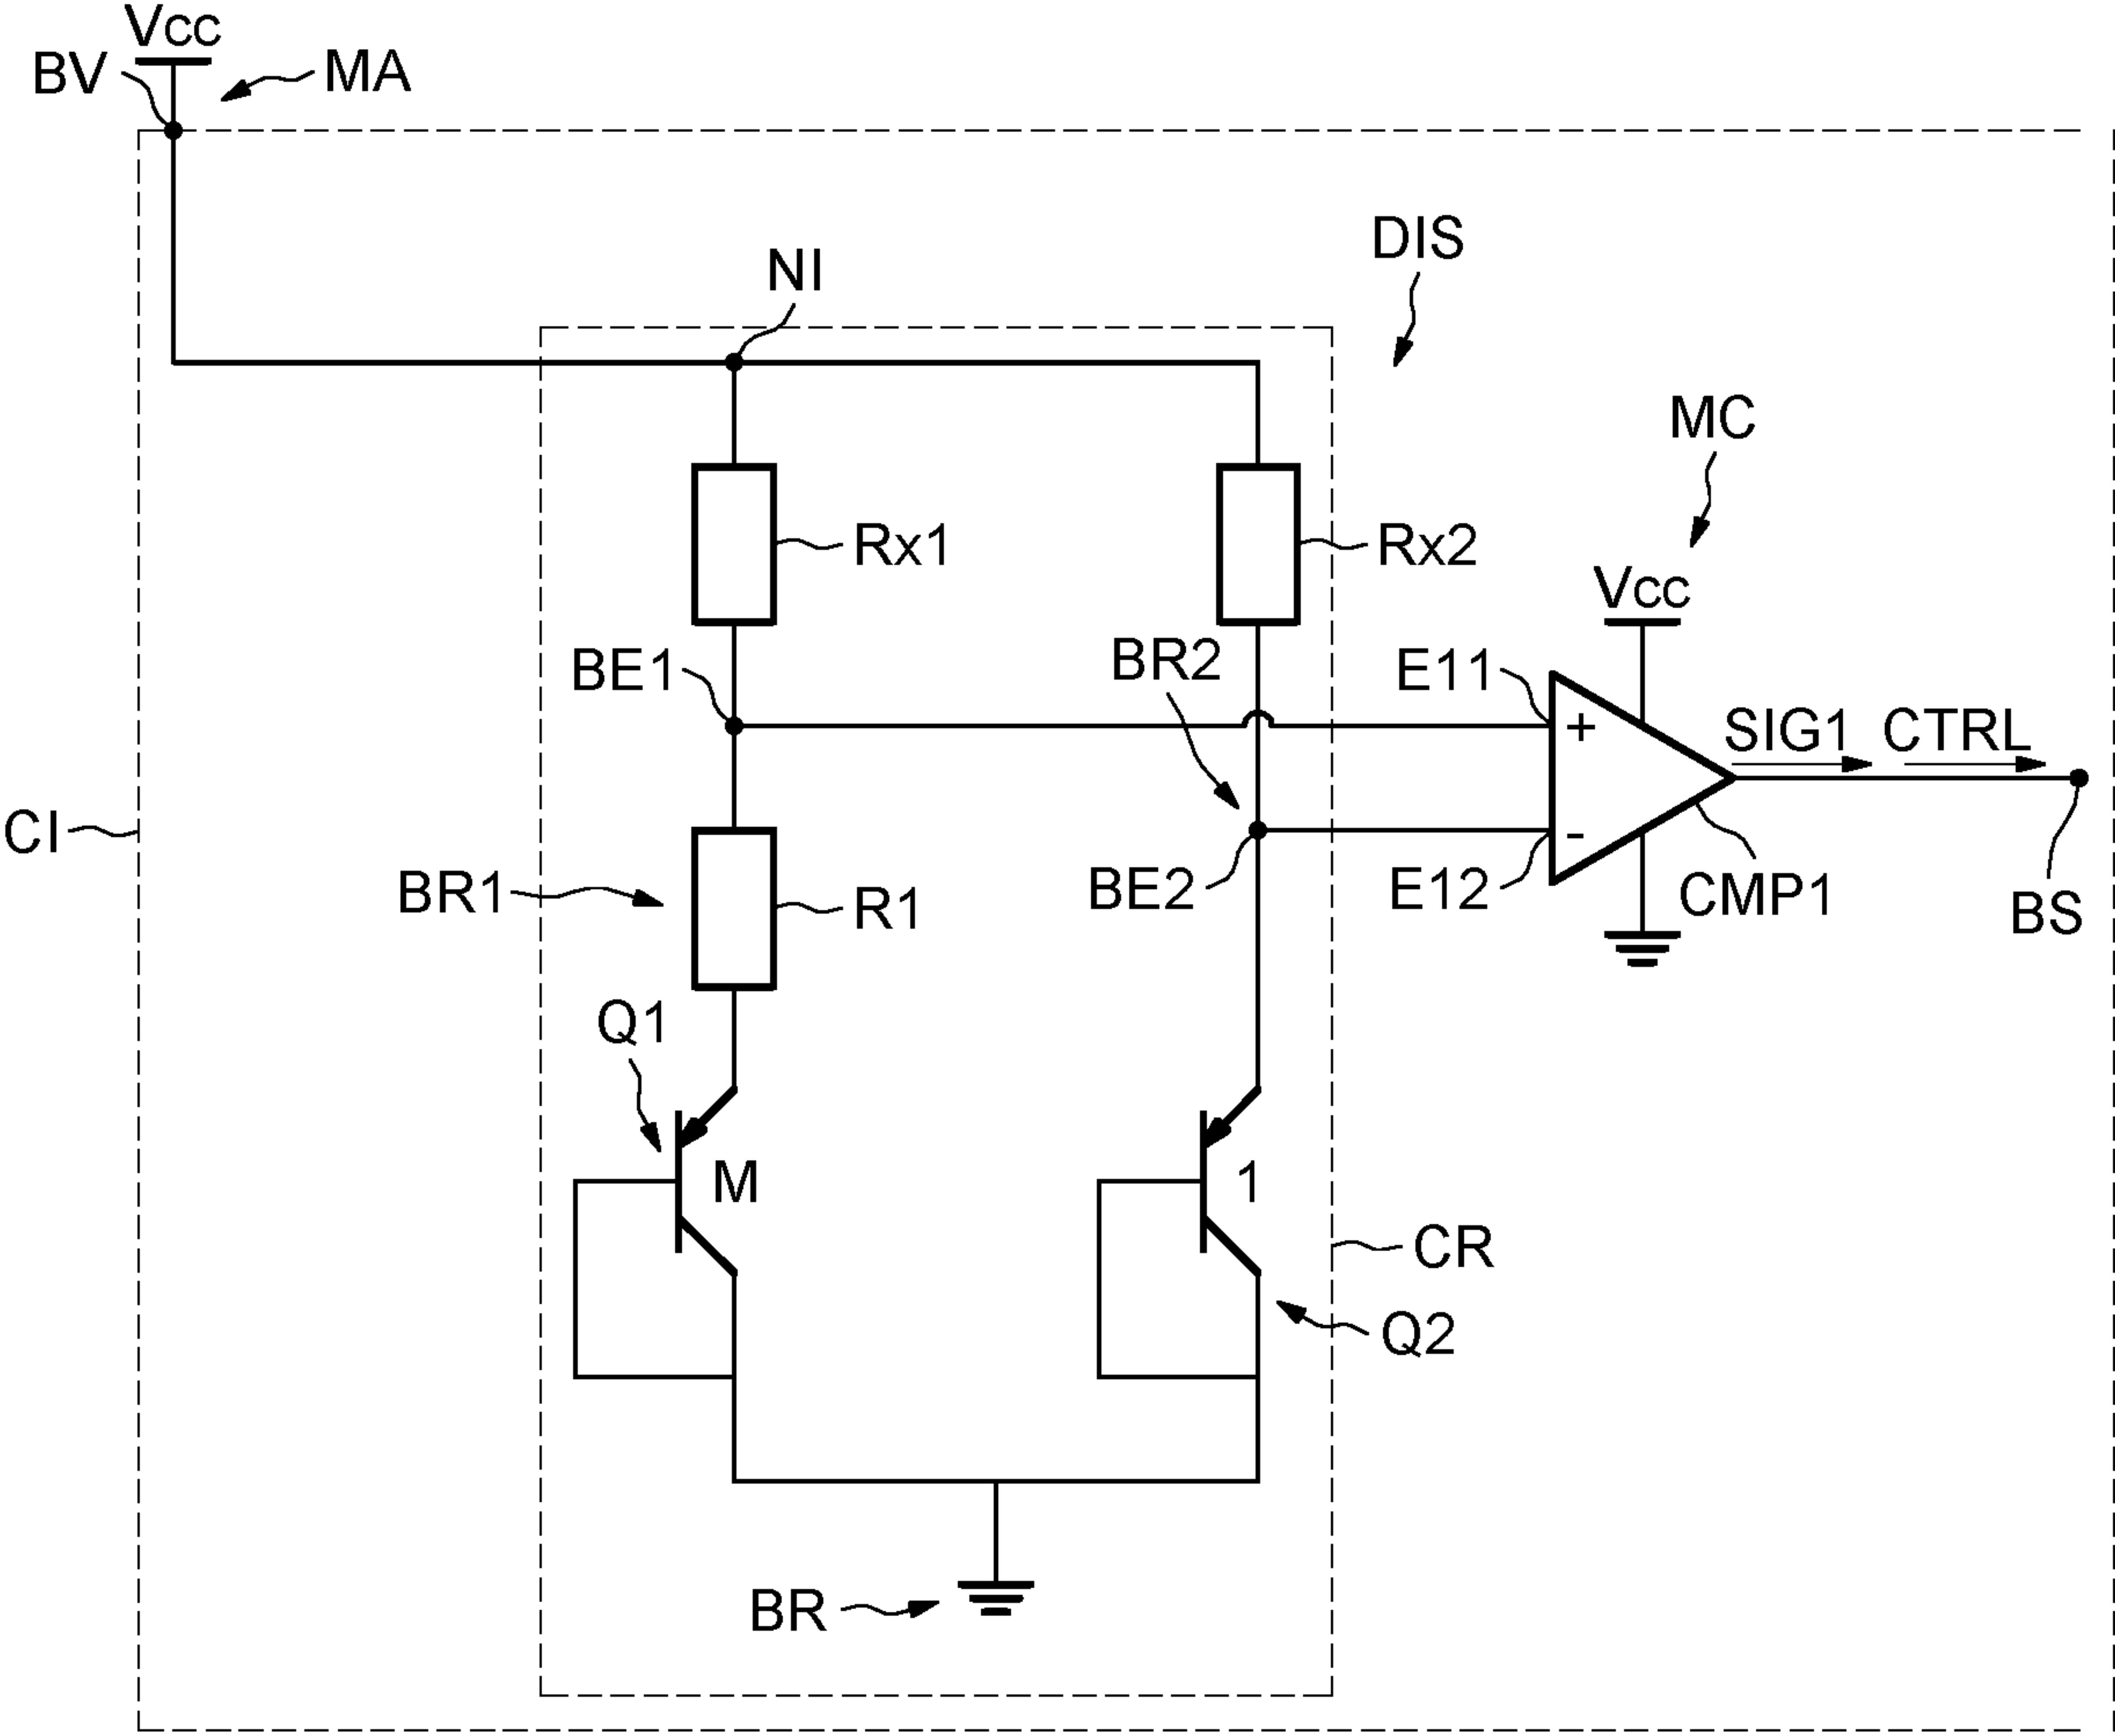 Vcc
BV
MA
DIS
NI
MC
Rx1
Rx2
Vcc
BE1
BR2
E11
+
SIG1
CTRL
CI
BR1
R1
BE2
-
E12
CMP1
BS
Q1
M
1
CR
Q2
BR